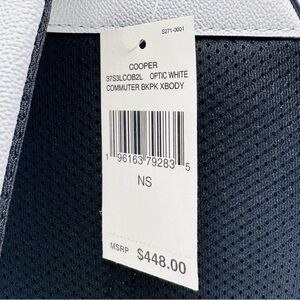 S271-0001
COOPER
37S3LCOB2L OPTIC WHITE
COMMUTER BKPK XBODY
1 96163 79283 5
NS
MSRP $448.00